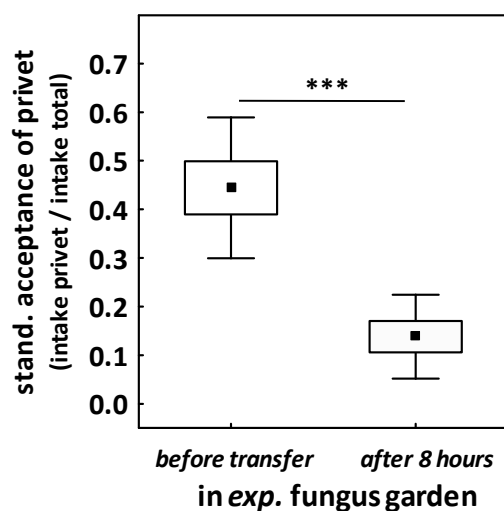 stand. acceptance of privet
(intake privet / intake total)
0.7
0.6
0.5
0.4
0.3
0.2
0.1
0.0
***
before transfer
after 8 hours
in exp. fungus garden